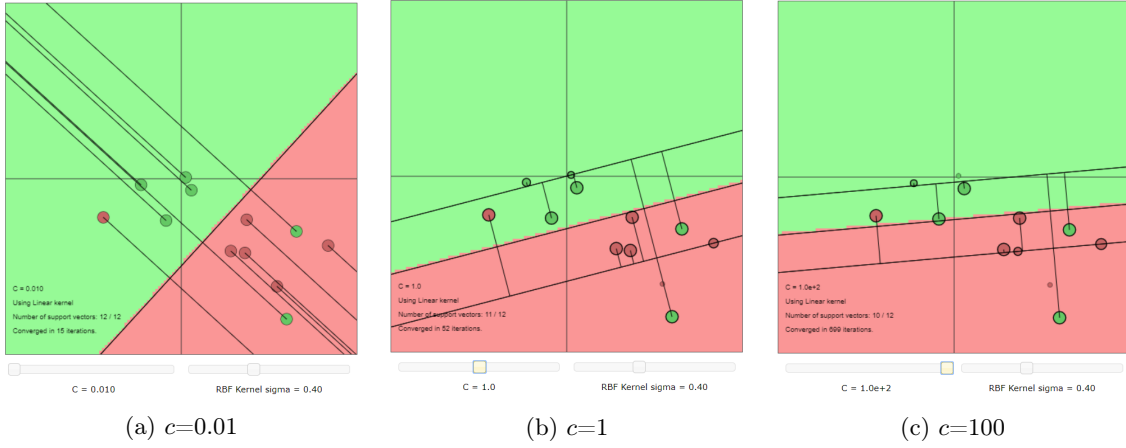 C = 0.010
Using Linear kernel
Number of support vectors: 12 / 12
Converged in 15 iterations.
C = 0.010
RBF Kernel sigma = 0.40
(a) c=0.01
C = 1.0
Using Linear kernel
Number of support vectors: 11 / 12
Converged in 52 iterations.
C = 1.0
RBF Kernel sigma = 0.40
(b) c=1
C = 1.0e+2
Using Linear kernel
Number of support vectors: 10 / 12
Converged in 699 iterations.
C = 1.0e+2
RBF Kernel sigma = 0.40
(c) c=100